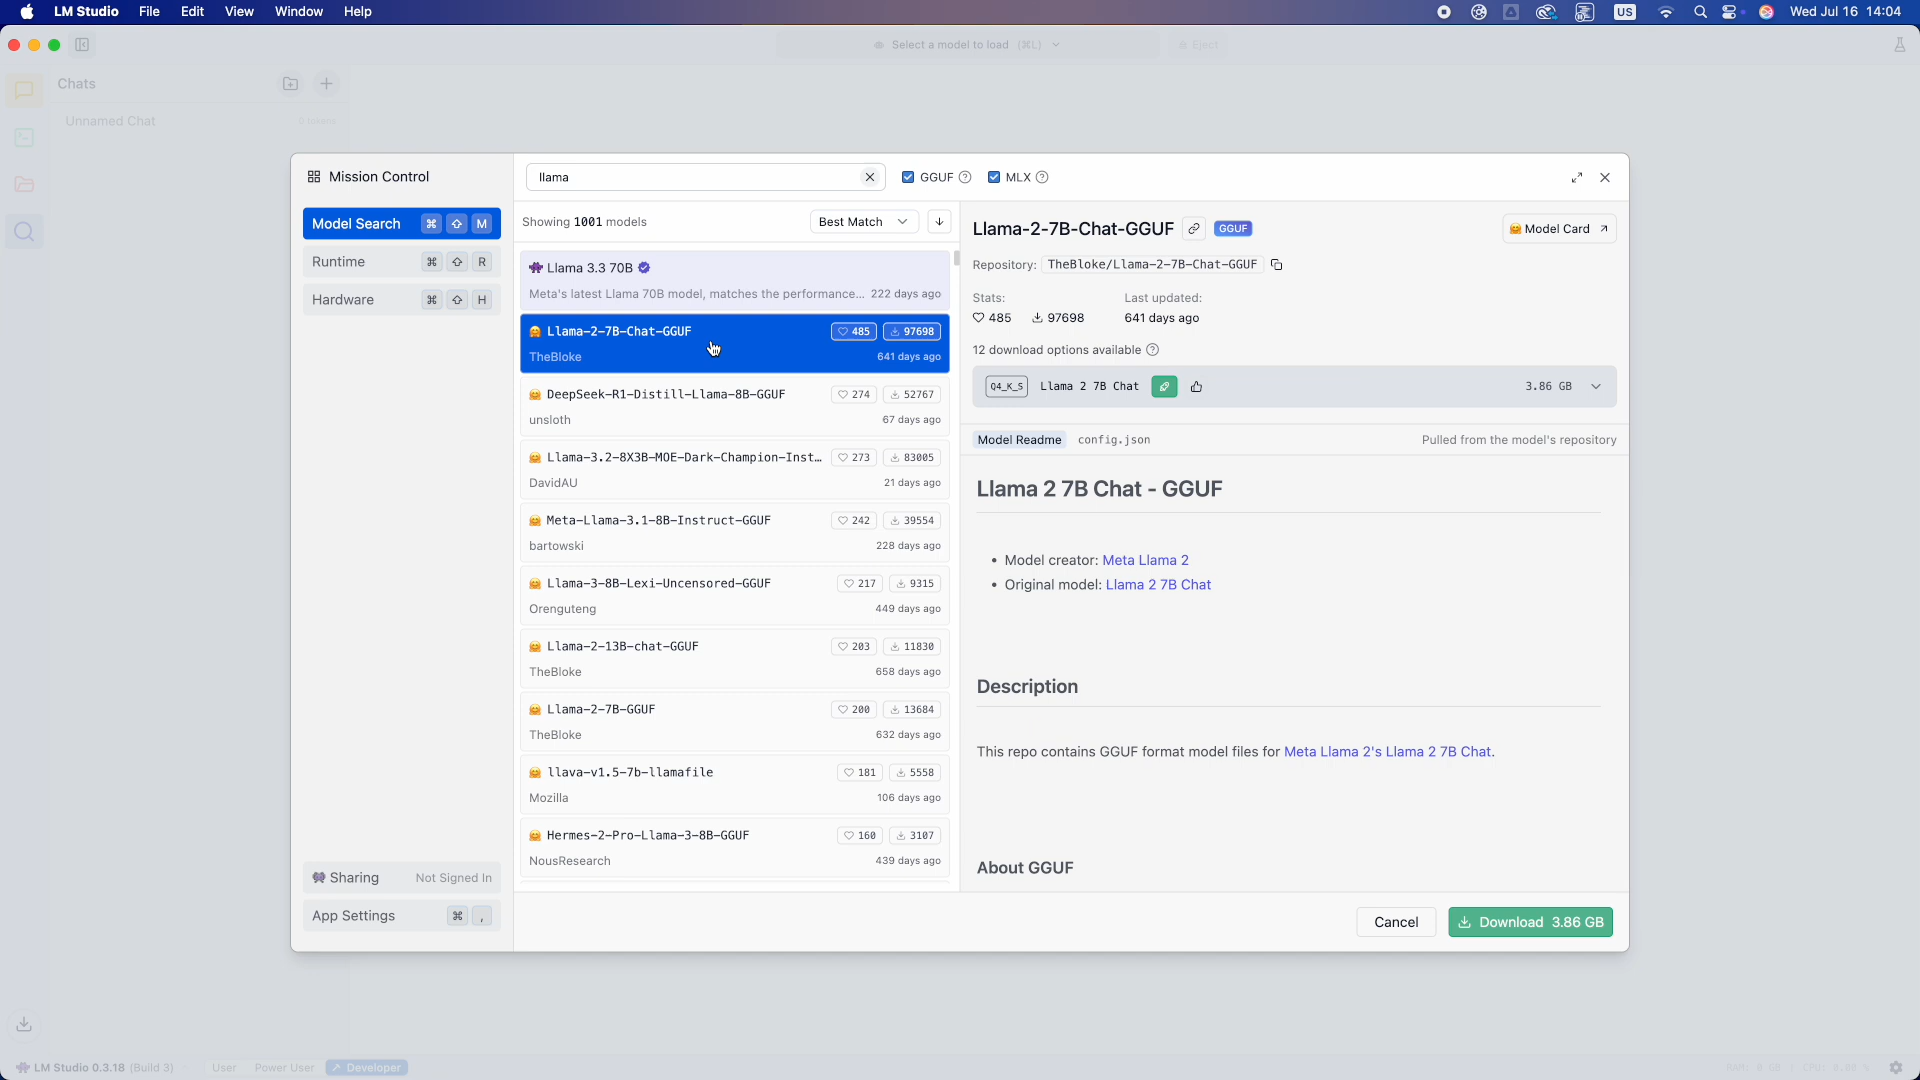 LM Studio File Edit View Window Help
US Wed Jul 16 14:04
Select a model to load (⌘L) Eject
Chats
Unnamed Chat 0 tokens
Mission Control
Model Search ⌘ ⇧ M
Runtime ⌘ ⇧ R
Hardware ⌘ ⇧ H
Sharing Not Signed In
App Settings ⌘ ,
llama
GGUF MLX
Showing 1001 models Best Match
Llama 3.3 70B
Meta's latest Llama 70B model, matches the performance... 222 days ago
Llama-2-7B-Chat-GGUF 485 97698
TheBloke 641 days ago
DeepSeek-R1-Distill-Llama-8B-GGUF 274 52767
unsloth 67 days ago
Llama-3.2-8X3B-MOE-Dark-Champion-Inst… 273 83005
DavidAU 21 days ago
Meta-Llama-3.1-8B-Instruct-GGUF 242 39554
bartowski 228 days ago
Llama-3-8B-Lexi-Uncensored-GGUF 217 9315
Orenguteng 449 days ago
Llama-2-13B-chat-GGUF 203 11830
TheBloke 658 days ago
Llama-2-7B-GGUF 200 13684
TheBloke 632 days ago
llava-v1.5-7b-llamafile 181 5558
Mozilla 106 days ago
Hermes-2-Pro-Llama-3-8B-GGUF 160 3107
NousResearch 439 days ago
Llama-2-7B-Chat-GGUF GGUF Model Card
Repository: TheBloke/Llama-2-7B-Chat-GGUF
Stats: Last updated:
485 97698 641 days ago
12 download options available
Q4_K_S Llama 2 7B Chat 3.86 GB
Model Readme config.json Pulled from the model's repository
Llama 2 7B Chat - GGUF
• Model creator: Meta Llama 2
• Original model: Llama 2 7B Chat
Description
This repo contains GGUF format model files for Meta Llama 2's Llama 2 7B Chat.
About GGUF
Cancel Download 3.86 GB
LM Studio 0.3.18 (Build 3) User Power User Developer